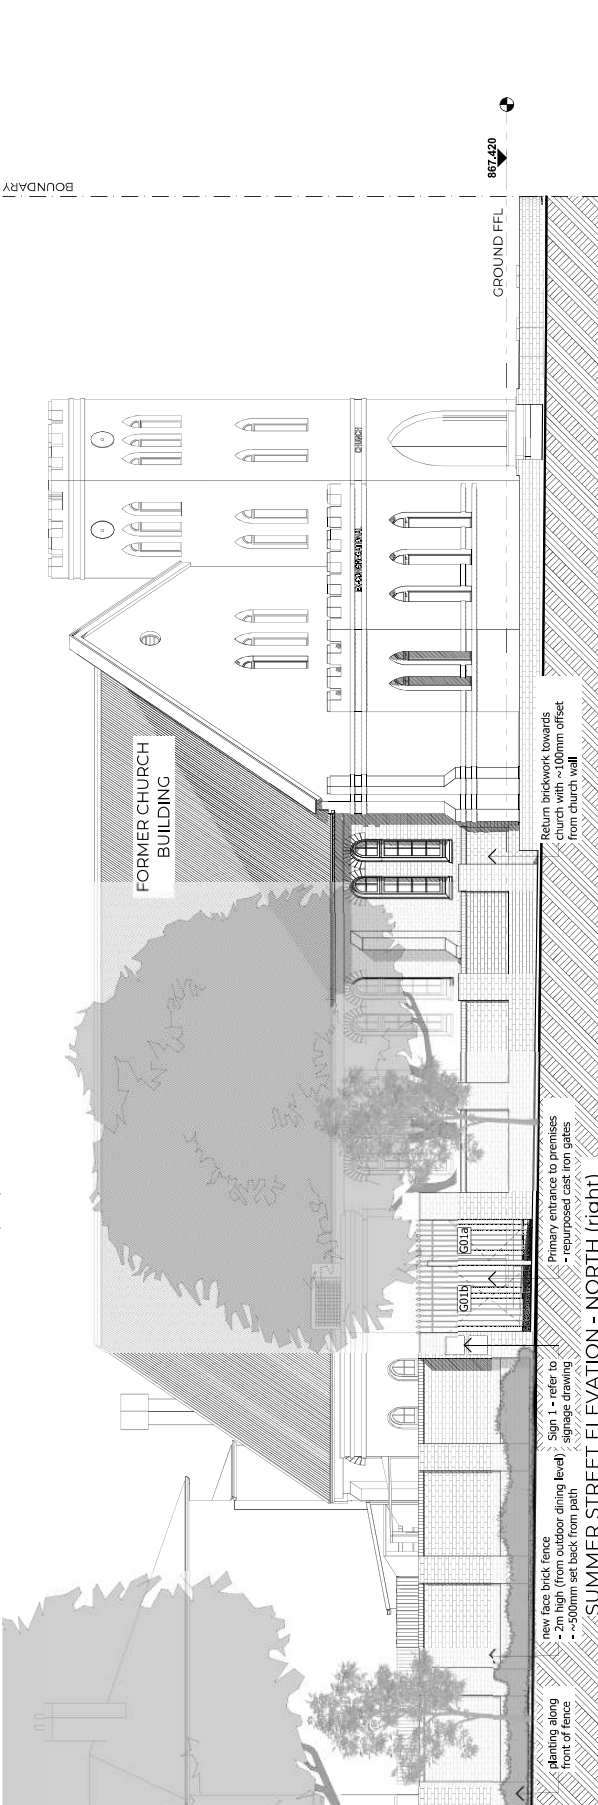 BOUNDARY
867.420
GROUND FFL
CHURCH
EX-CONGREGATIONAL
FORMER CHURCH
BUILDING
Return brickwork towards
church with ~100mm offset
from church wall
G01a
G01b
Primary entrance to premises
- repurposed cast iron gates
Sign 1 - refer to
signage drawing
new face brick fence
- 2m high (from outdoor dining level)
- ~500mm set back from path
planting along
front of fence
SUMMER STREET ELEVATION - NORTH (right)